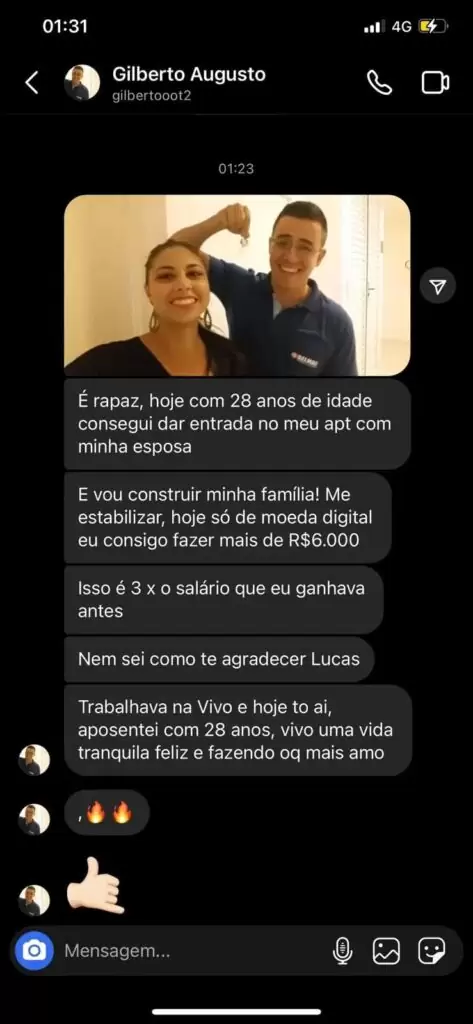 01:31
4G
Gilberto Augusto
gilbertooot2
01:23
É rapaz, hoje com 28 anos de idade
consegui dar entrada no meu apt com
minha esposa
E vou construir minha família! Me
estabilizar, hoje só de moeda digital
eu consigo fazer mais de R$6.000
Isso é 3 x o salário que eu ganhava
antes
Nem sei como te agradecer Lucas
Trabalhava na Vivo e hoje to ai,
aposentei com 28 anos, vivo uma vida
tranquila feliz e fazendo oq mais amo
,🔥🔥
Mensagem...